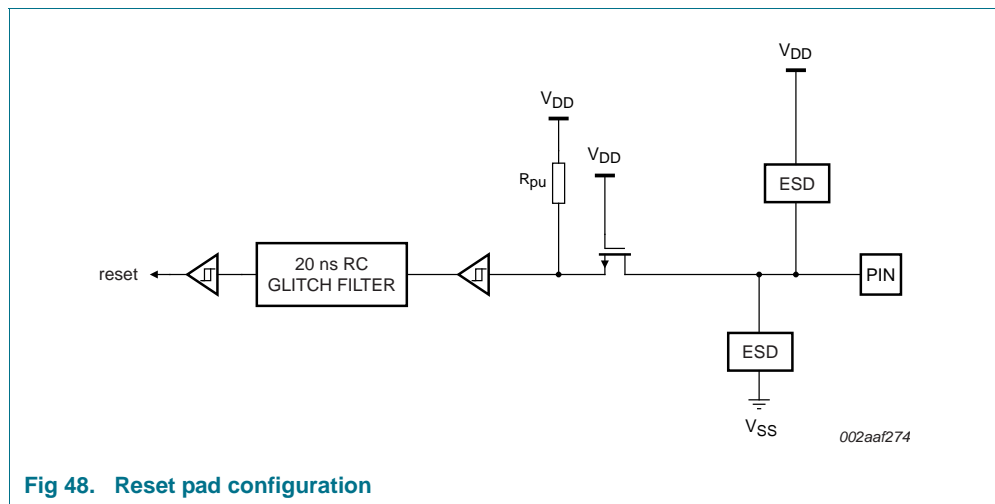 VDD
VDD
VDD
Rpu
ESD
reset
20 ns RC
GLITCH FILTER
PIN
ESD
VSS
002aaf274
Fig 48. Reset pad configuration